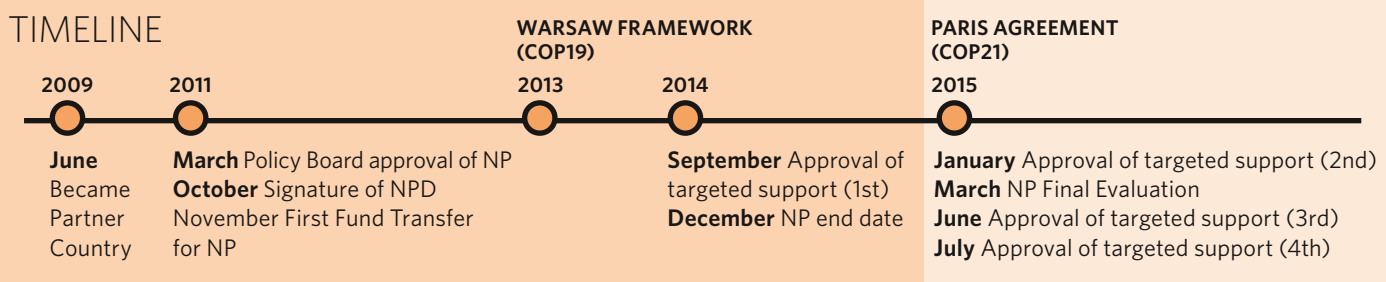 TIMELINE
WARSAW FRAMEWORK
(COP19)
PARIS AGREEMENT
(COP21)
2009
2011
2013
2014
2015
June
Became
Partner
Country
March Policy Board approval of NP
October Signature of NPD
November First Fund Transfer
for NP
September Approval of
targeted support (1st)
December NP end date
January Approval of targeted support (2nd)
March NP Final Evaluation
June Approval of targeted support (3rd)
July Approval of targeted support (4th)